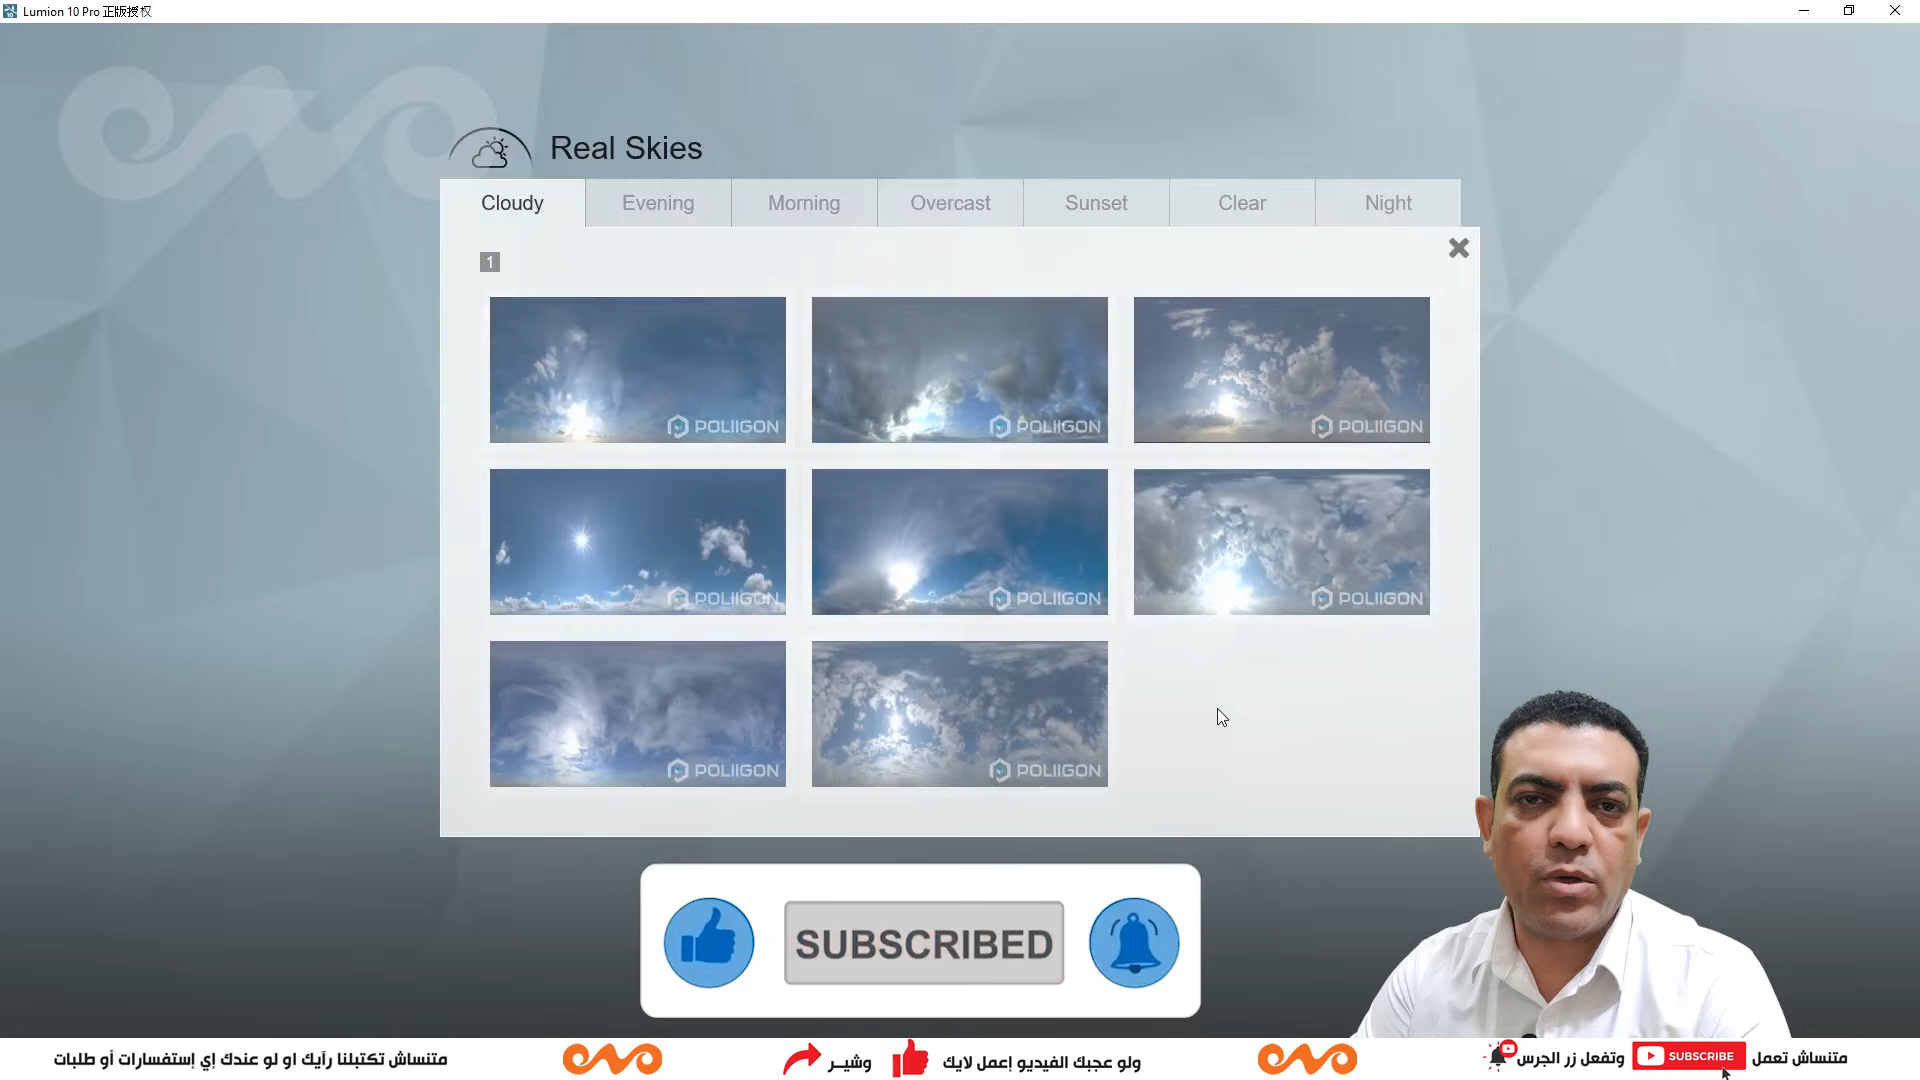 Lumion 10 Pro 正版授权
Real Skies
Cloudy
Evening
Morning
Overcast
Sunset
Clear
Night
1
POLIIGON
POLIIGON
POLIIGON
POLIIGON
POLIIGON
POLIIGON
POLIIGON
POLIIGON
SUBSCRIBED
متنساش تعمل
SUBSCRIBE
وتفعل زر الجرس
ولو عجبك الفيديو إعمل لايك
وشير
متنساش تكتبلنا رآيك او لو عندك إي إستفسارات أو طلبات